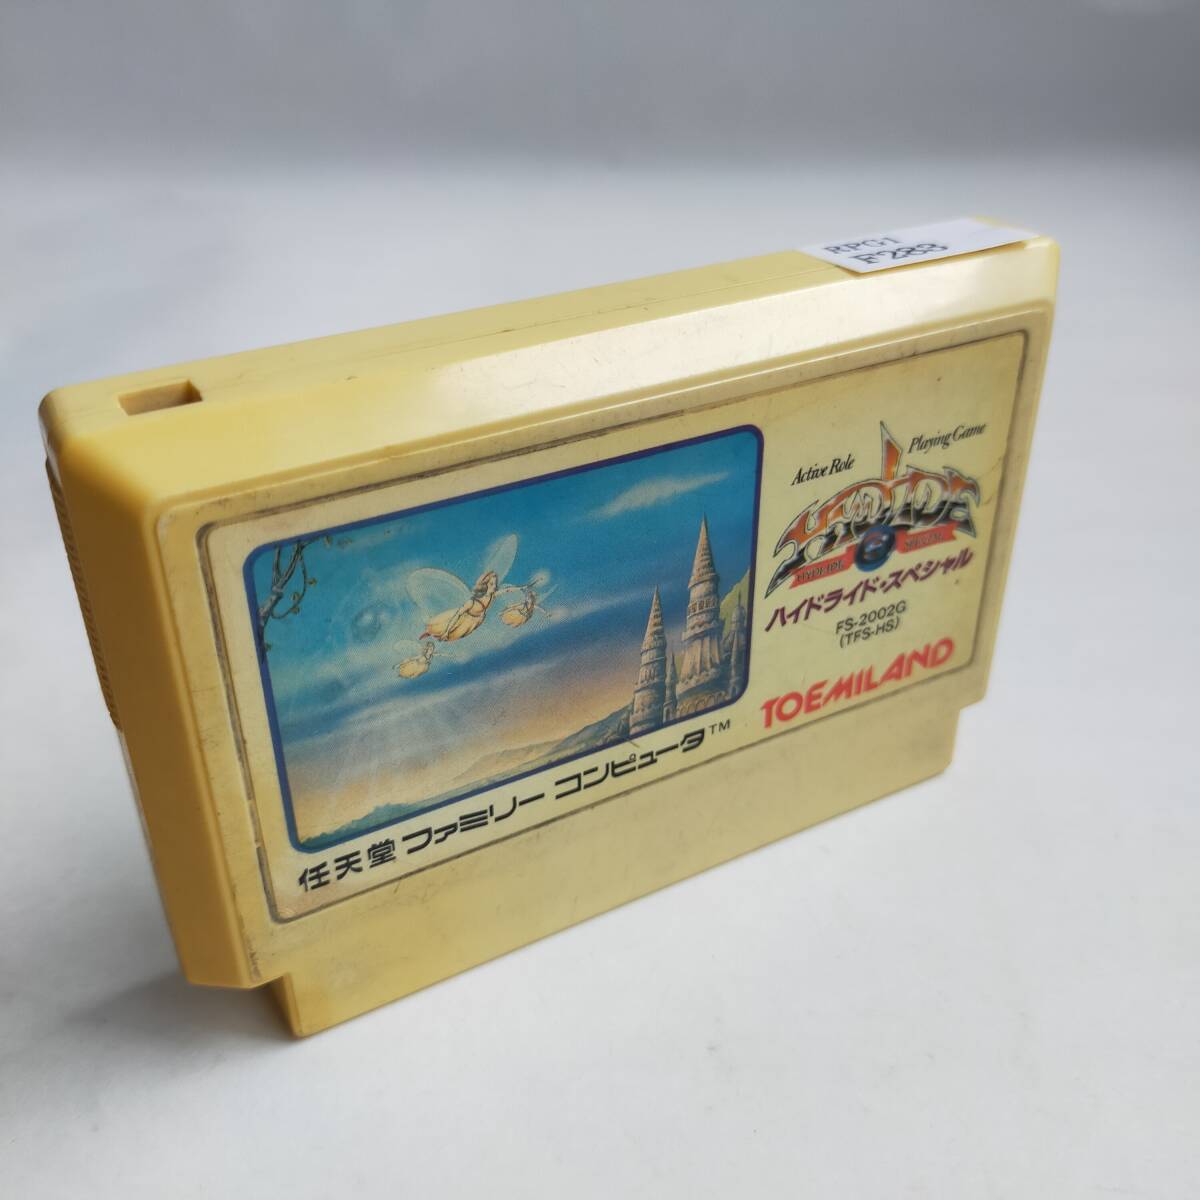 RPG1
F283
Active Role Playing Game
HYDLIDE
HYDLIDE SPECIAL
ハイドライド・スペシャル
FS-2002G
(TFS-HS)
TOEMILAND
任天堂 ファミリー コンピュータ™